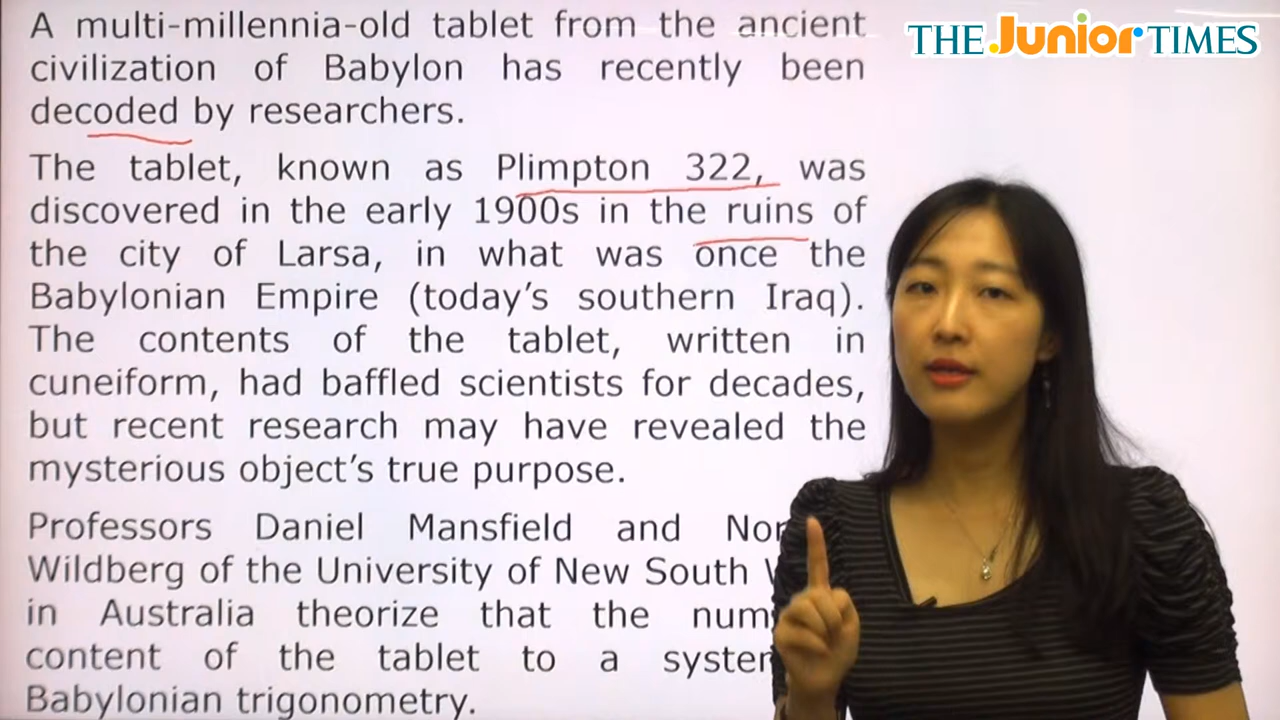 THE Junior TIMES
A multi-millennia-old tablet from the ancient
civilization of Babylon has recently been
decoded by researchers.
The tablet, known as Plimpton 322, was
discovered in the early 1900s in the ruins of
the city of Larsa, in what was once the
Babylonian Empire (today's southern Iraq).
The contents of the tablet, written in
cuneiform, had baffled scientists for decades,
but recent research may have revealed the
mysterious object's true purpose.
Professors Daniel Mansfield and
Wildberg of the University of New South
in Australia theorize that the
content of the tablet to a
Babylonian trigonometry.